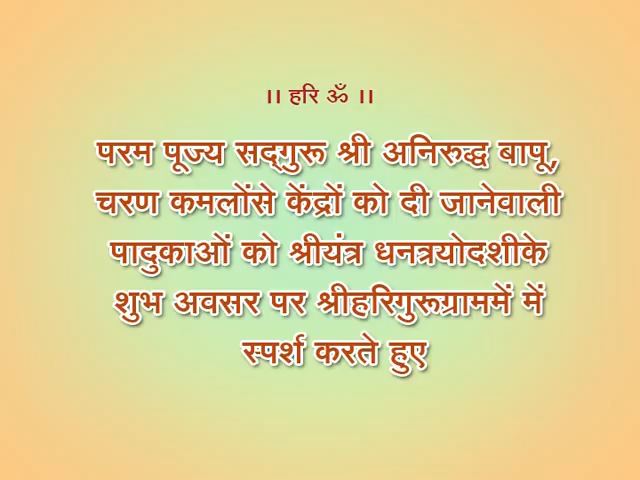 ।। हरि ॐ ।।
परम पूज्य सद्‌गुरू श्री अनिरुद्ध बापू,
चरण कमलोंसे केंद्रों को दी जानेवाली
पादुकाओं को श्रीयंत्र धनत्रयोदशीके
शुभ अवसर पर श्रीहरिगुरूग्राममें में
स्पर्श करते हुए